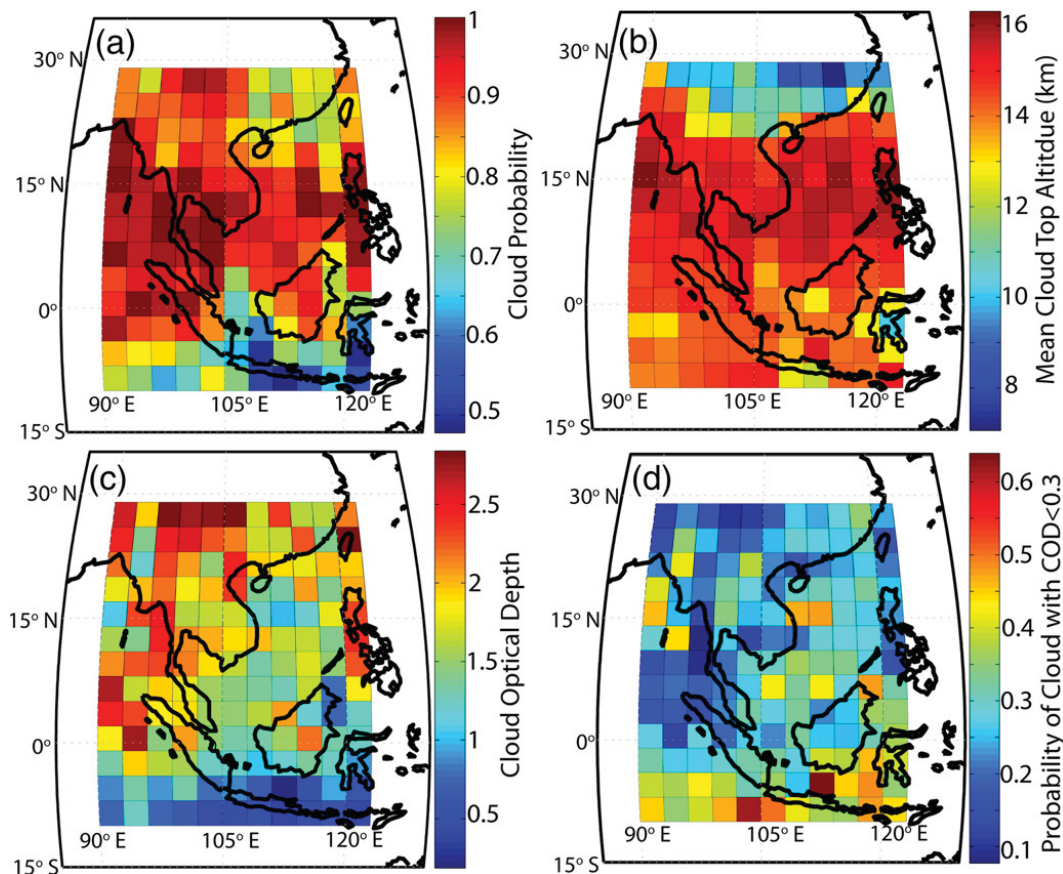 (a)
30° N
15° N
0°
15° S
90° E
105° E
120° E
1
0.9
0.8
0.7
0.6
0.5
Cloud Probability
(b)
30° N
15° N
0°
15° S
90° E
105° E
120° E
16
14
12
10
8
Mean Cloud Top Altitdue (km)
(c)
30° N
15° N
0°
15° S
90° E
105° E
120° E
2.5
2
1.5
1
0.5
Cloud Optical Depth
(d)
30° N
15° N
0°
15° S
90° E
105° E
120° E
0.6
0.5
0.4
0.3
0.2
0.1
Probability of Cloud with COD<0.3